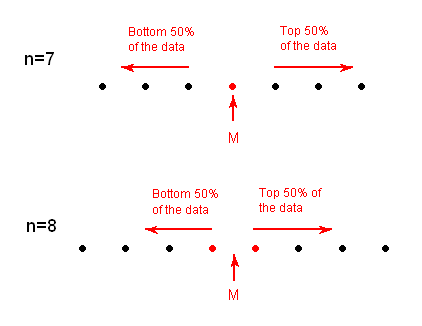 Bottom 50%
of the data
Top 50%
of the data
n=7
M
Bottom 50%
of the data
Top 50% of
the data
n=8
M